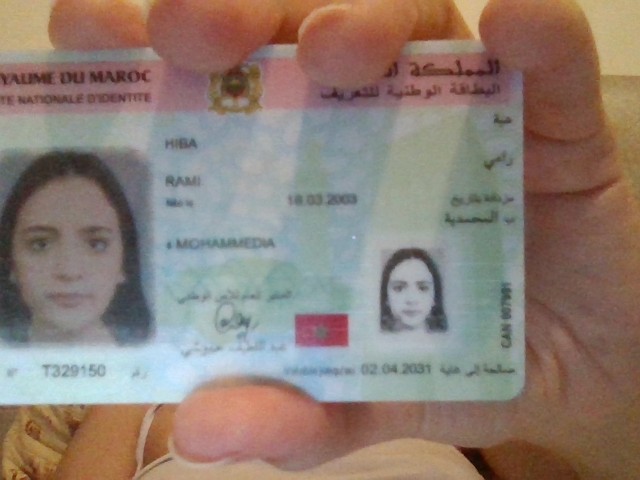 YAUME DU MAROC
TE NATIONALE D'IDENTITE
المملكة
البطاقة الوطنية للتعريف
HIBA
هبة
RAMI
رامي
Née le 18.03.2003 مزدادة بتاريخ
ب المحمدية
à MOHAMMEDIA
المدير العام للأمن الوطني
عبد اللطيف حموشي
CAN 007991
N° T329150 رقم
Valable jusqu'au 02.04.2031 صالحة إلى غاية